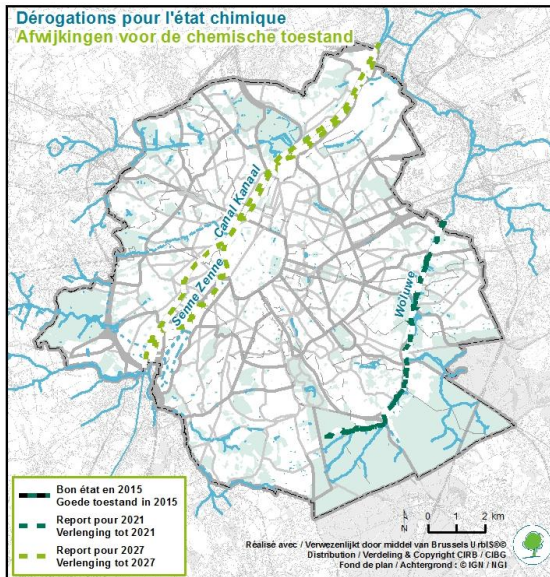 Dérogations pour l'état chimique
Afwijkingen voor de chemische toestand
Canal Kanaal
Senne Zenne
Woluwe
Bon état en 2015
Goede toestand in 2015
Report pour 2021
Verlenging tot 2021
Report pour 2027
Verlenging tot 2027
N
0 1 2 km
Réalisé avec / Verwezenlijkt door middel van Brussels UrbIS®©
Distribution / Verdeling & Copyright CIRB / CIBG
Fond de plan / Achtergrond : © IGN / NGI